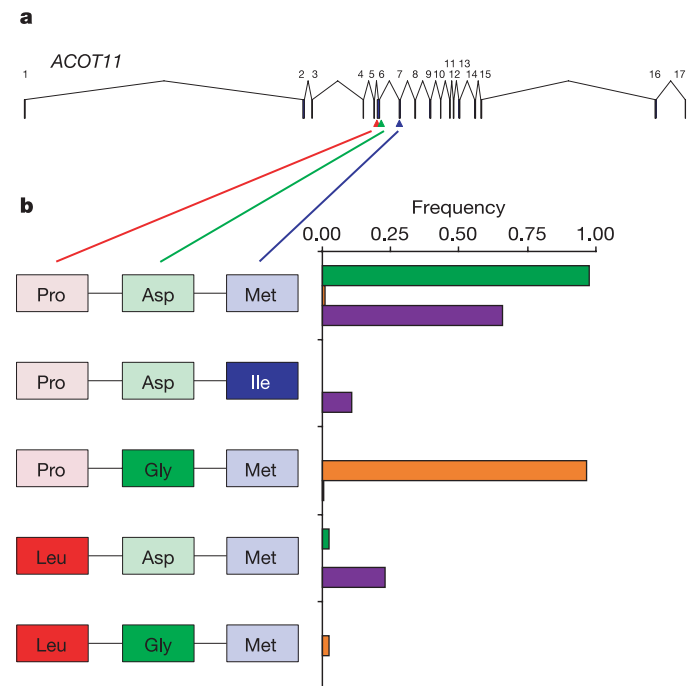 a
ACOT11
11 13
1 2 3 4 5 6 7 8 9 10 12 14 15 16 17
b
Frequency
0.00 0.25 0.50 0.75 1.00
Pro Asp Met
Pro Asp Ile
Pro Gly Met
Leu Asp Met
Leu Gly Met